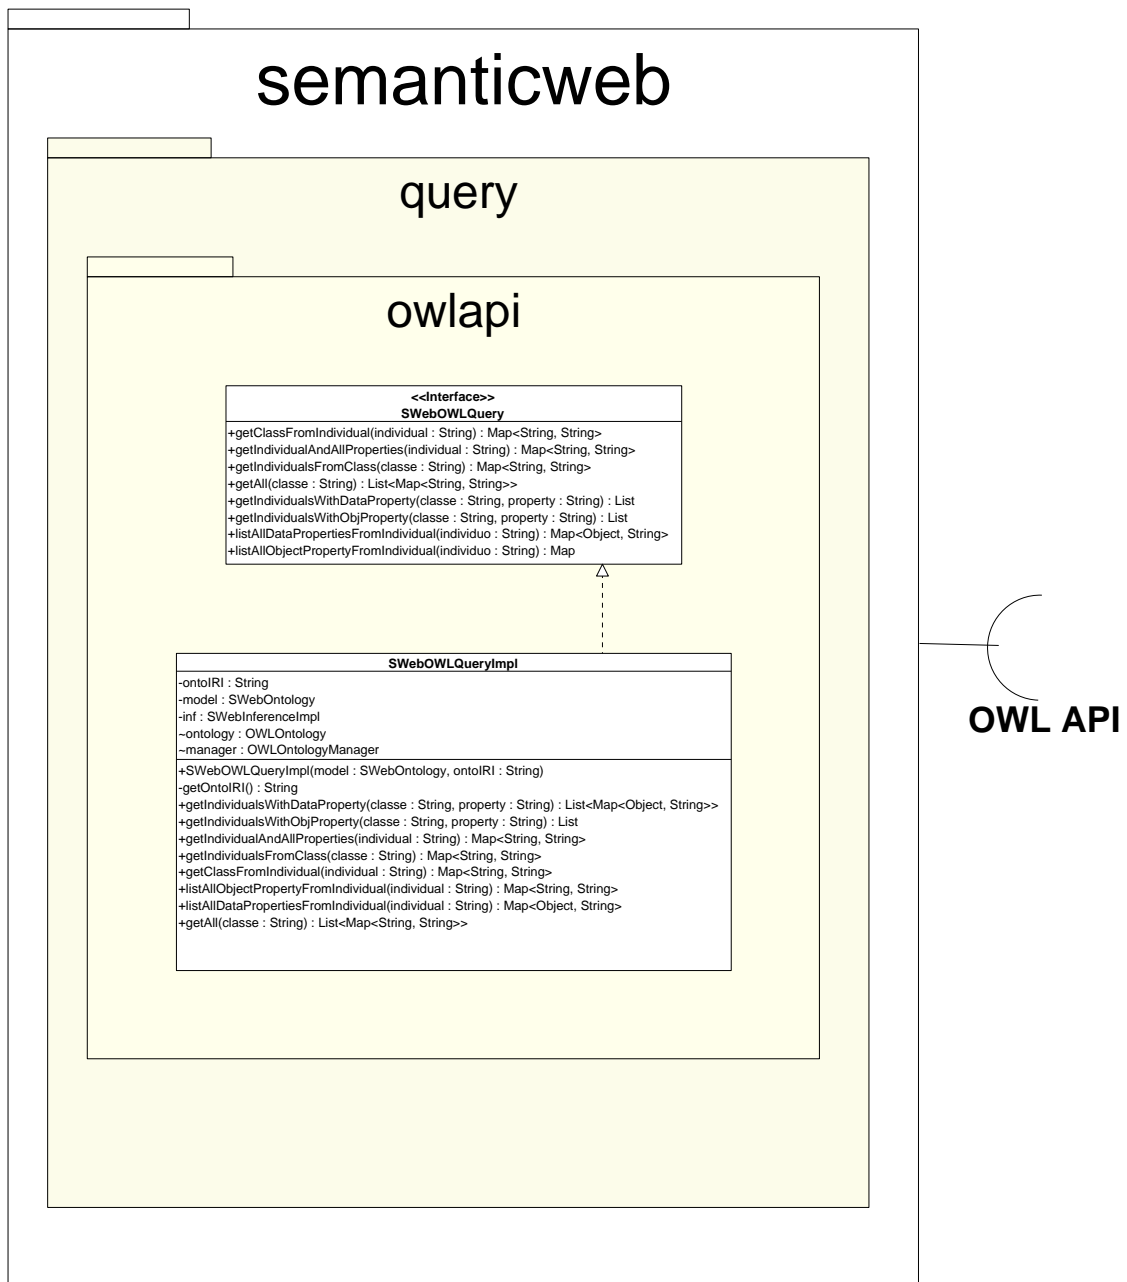 semanticweb
query
owlapi
<<Interface>>
SWebOWLQuery
+getClassFromIndividual(individual : String) : Map<String, String>
+getIndividualAndAllProperties(individual : String) : Map<String, String>
+getIndividualsFromClass(classe : String) : Map<String, String>
+getAll(classe : String) : List<Map<String, String>>
+getIndividualsWithDataProperty(classe : String, property : String) : List
+getIndividualsWithObjProperty(classe : String, property : String) : List
+listAllDataPropertiesFromIndividual(individuo : String) : Map<Object, String>
+listAllObjectPropertyFromIndividual(individuo : String) : Map
SWebOWLQueryImpl
-ontoIRI : String
-model : SWebOntology
-inf : SWebInferenceImpl
~ontology : OWLOntology
~manager : OWLOntologyManager
+SWebOWLQueryImpl(model : SWebOntology, ontoIRI : String)
-getOntoIRI() : String
+getIndividualsWithDataProperty(classe : String, property : String) : List<Map<Object, String>>
+getIndividualsWithObjProperty(classe : String, property : String) : List
+getIndividualAndAllProperties(individual : String) : Map<String, String>
+getIndividualsFromClass(classe : String) : Map<String, String>
+getClassFromIndividual(individual : String) : Map<String, String>
+listAllObjectPropertyFromIndividual(individual : String) : Map<String, String>
+listAllDataPropertiesFromIndividual(individual : String) : Map<Object, String>
+getAll(classe : String) : List<Map<String, String>>
OWL API